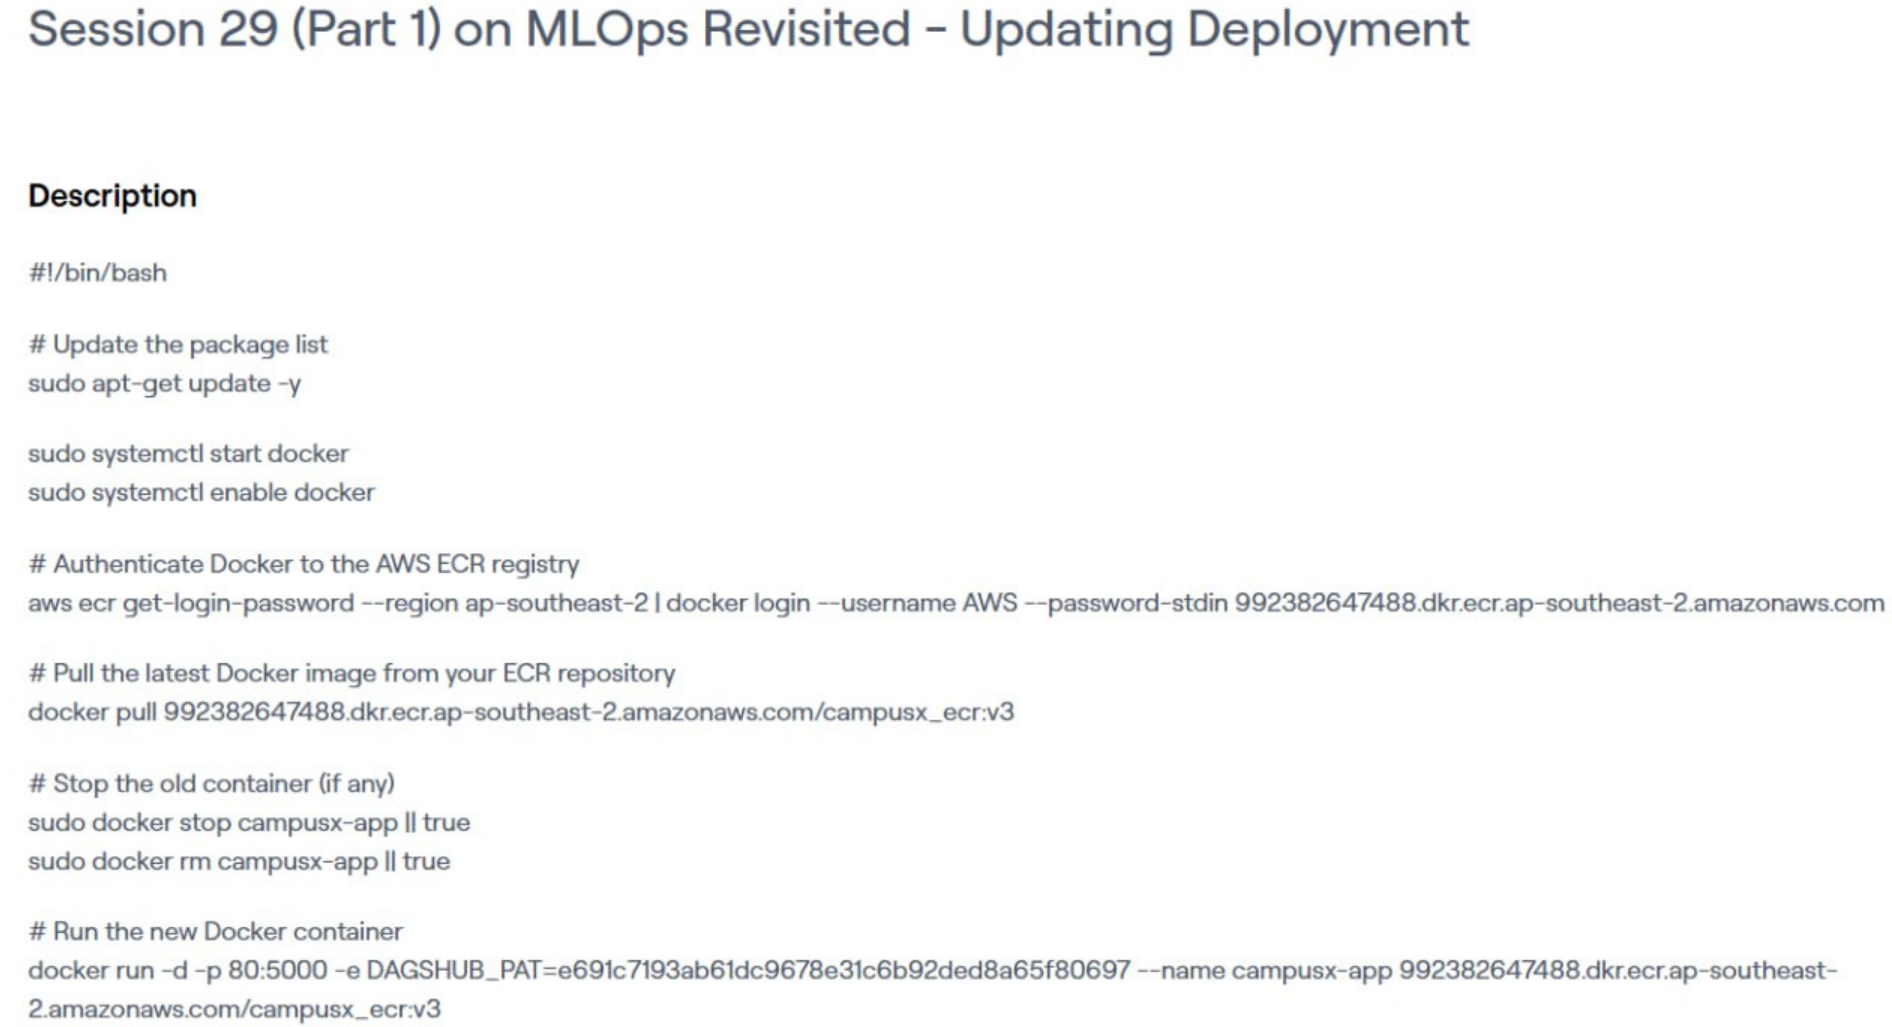 Session 29 (Part 1) on MLOps Revisited - Updating Deployment
Description
#!/bin/bash
# Update the package list
sudo apt-get update -y
sudo systemctl start docker
sudo systemctl enable docker
# Authenticate Docker to the AWS ECR registry
aws ecr get-login-password --region ap-southeast-2 | docker login --username AWS --password-stdin 992382647488.dkr.ecr.ap-southeast-2.amazonaws.com
# Pull the latest Docker image from your ECR repository
docker pull 992382647488.dkr.ecr.ap-southeast-2.amazonaws.com/campusx_ecr:v3
# Stop the old container (if any)
sudo docker stop campusx-app || true
sudo docker rm campusx-app || true
# Run the new Docker container
docker run -d -p 80:5000 -e DAGSHUB_PAT=e691c7193ab61dc9678e31c6b92ded8a65f80697 --name campusx-app 992382647488.dkr.ecr.ap-southeast-
2.amazonaws.com/campusx_ecr:v3